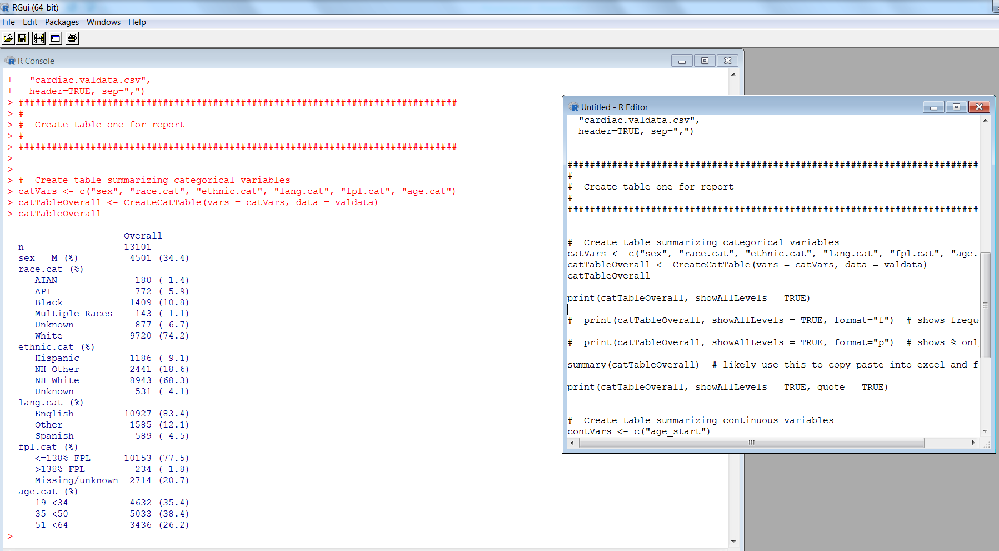 RGui (64-bit)
File Edit Packages Windows Help
R Console
+   "cardiac.valdata.csv",
+   header=TRUE, sep=",")
> ###############################################################################
> #
> #  Create table one for report
> #
> ###############################################################################
>
>
> #  Create table summarizing categorical variables
> catVars <- c("sex", "race.cat", "ethnic.cat", "lang.cat", "fpl.cat", "age.cat")
> catTableOverall <- CreateCatTable(vars = catVars, data = valdata)
> catTableOverall
                     Overall
  n                  13101
  sex = M (%)         4501 (34.4)
  race.cat (%)
     AIAN              180 ( 1.4)
     API               772 ( 5.9)
     Black            1409 (10.8)
     Multiple Races    143 ( 1.1)
     Unknown           877 ( 6.7)
     White            9720 (74.2)
  ethnic.cat (%)
     Hispanic         1186 ( 9.1)
     NH Other         2441 (18.6)
     NH White         8943 (68.3)
     Unknown           531 ( 4.1)
  lang.cat (%)
     English         10927 (83.4)
     Other            1585 (12.1)
     Spanish           589 ( 4.5)
  fpl.cat (%)
     <=138% FPL      10153 (77.5)
     >138% FPL         234 ( 1.8)
     Missing/unknown  2714 (20.7)
  age.cat (%)
     19-<34           4632 (35.4)
     35-<50           5033 (38.4)
     51-<64           3436 (26.2)
>
Untitled - R Editor
  "cardiac.valdata.csv",
  header=TRUE, sep=",")
##########################################################################
#
#  Create table one for report
#
##########################################################################
#  Create table summarizing categorical variables
catVars <- c("sex", "race.cat", "ethnic.cat", "lang.cat", "fpl.cat", "age.
catTableOverall <- CreateCatTable(vars = catVars, data = valdata)
catTableOverall
print(catTableOverall, showAllLevels = TRUE)
#  print(catTableOverall, showAllLevels = TRUE, format="f")  # shows frequ
#  print(catTableOverall, showAllLevels = TRUE, format="p")  # shows % onl
summary(catTableOverall)  # likely use this to copy paste into excel and f
print(catTableOverall, showAllLevels = TRUE, quote = TRUE)
#  Create table summarizing continuous variables
contVars <- c("age_start")